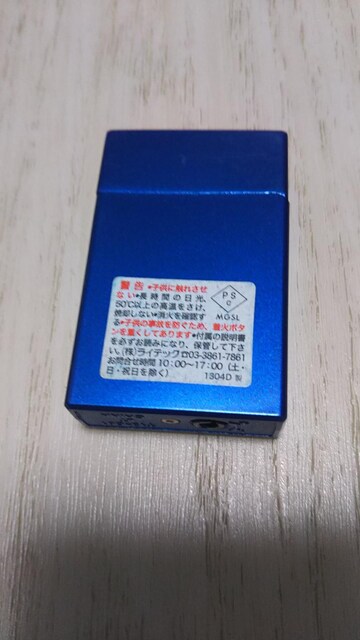 警告●子供に触れさせ
ない●長時間の日光、
50℃以上の高温をさけ、
焼却しない●消火を確認す
る●子供の事故を防ぐため、着火ボタ
ンを重くしてあります●付属の説明書
を必ずお読みになり、保管して下さ
い。(株)ライテック☎03-3861-7861
お問合せ時間 10:00〜17:00 (土・
日・祝日を除く)
PS
C
MGSL
1304D 製